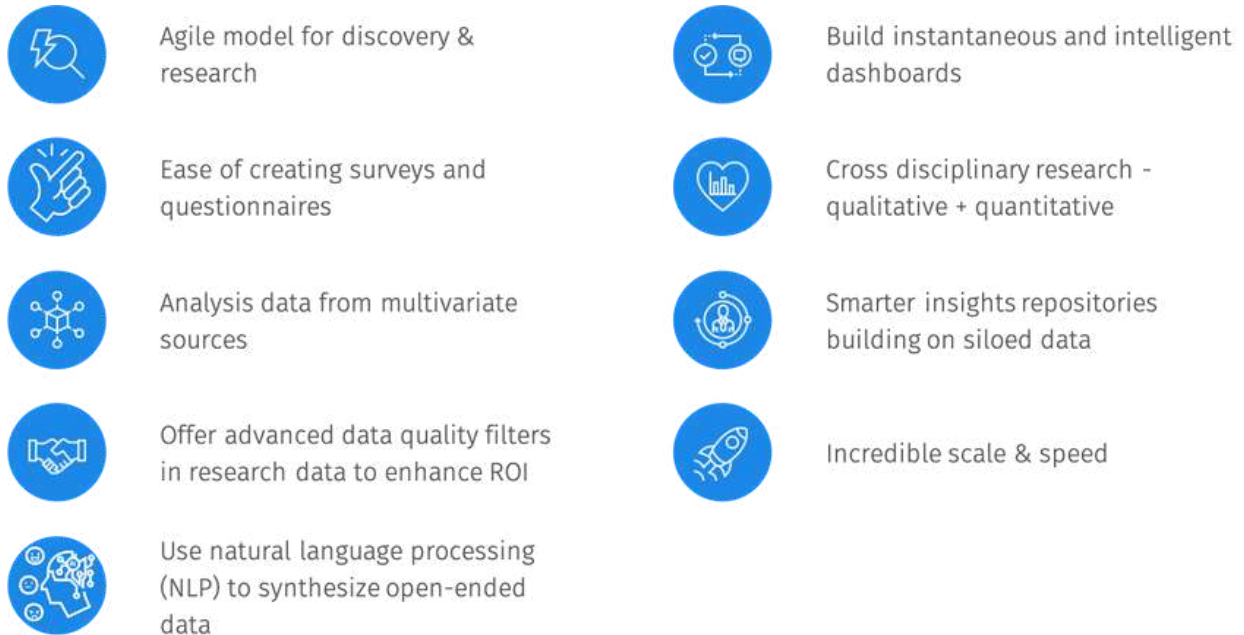 Agile model for discovery &
research
Ease of creating surveys and
questionnaires
Analysis data from multivariate
sources
Offer advanced data quality filters
in research data to enhance ROI
Use natural language processing
(NLP) to synthesize open-ended
data
Build instantaneous and intelligent
dashboards
Cross disciplinary research -
qualitative + quantitative
Smarter insights repositories
building on siloed data
Incredible scale & speed